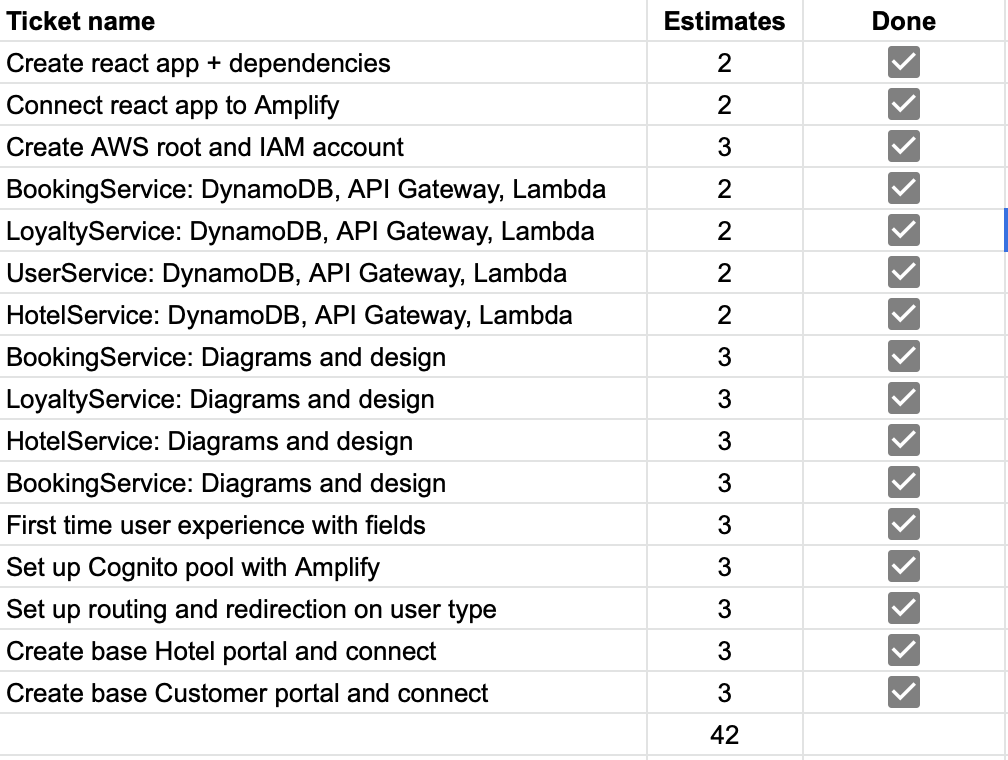 Ticket name Estimates Done
Create react app + dependencies 2
Connect react app to Amplify 2
Create AWS root and IAM account 3
BookingService: DynamoDB, API Gateway, Lambda 2
LoyaltyService: DynamoDB, API Gateway, Lambda 2
UserService: DynamoDB, API Gateway, Lambda 2
HotelService: DynamoDB, API Gateway, Lambda 2
BookingService: Diagrams and design 3
LoyaltyService: Diagrams and design 3
HotelService: Diagrams and design 3
BookingService: Diagrams and design 3
First time user experience with fields 3
Set up Cognito pool with Amplify 3
Set up routing and redirection on user type 3
Create base Hotel portal and connect 3
Create base Customer portal and connect 3
42